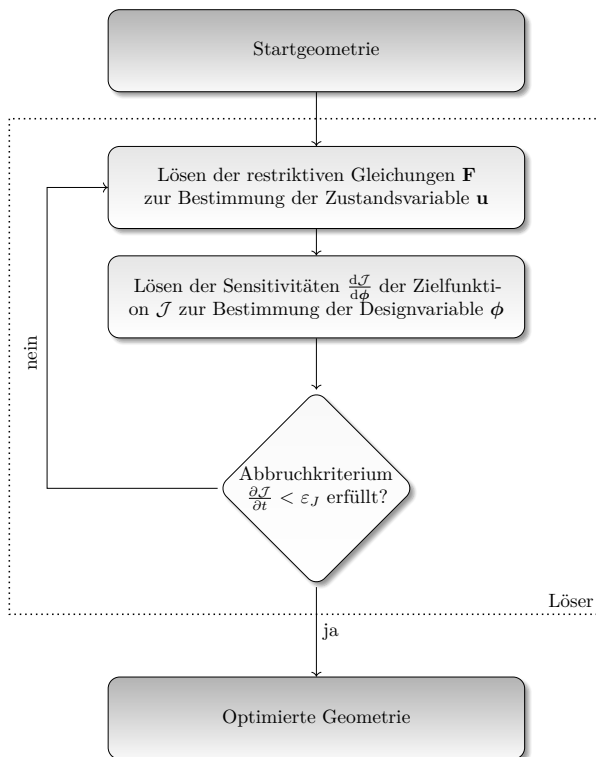 Startgeometrie
Lösen der restriktiven Gleichungen F
zur Bestimmung der Zustandsvariable u
Lösen der Sensitivitäten d𝒥/dϕ der Zielfunkti-
on 𝒥 zur Bestimmung der Designvariable ϕ
nein
Abbruchkriterium
∂𝒥/∂t < ε_J erfüllt?
Löser
ja
Optimierte Geometrie